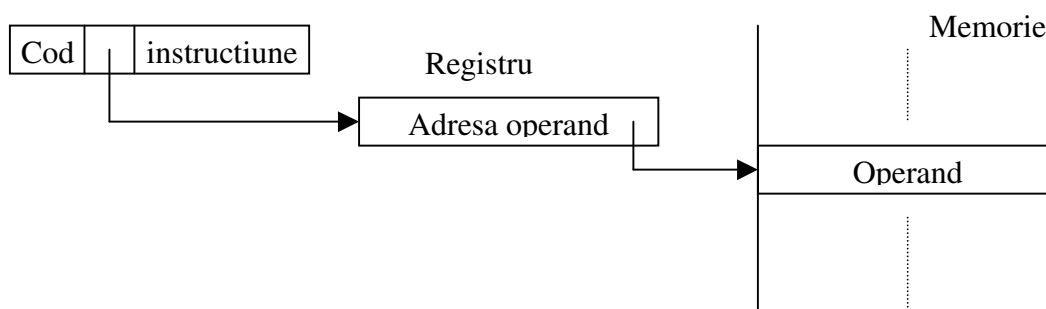 Memorie
Cod instructiune
Registru
Adresa operand
Operand